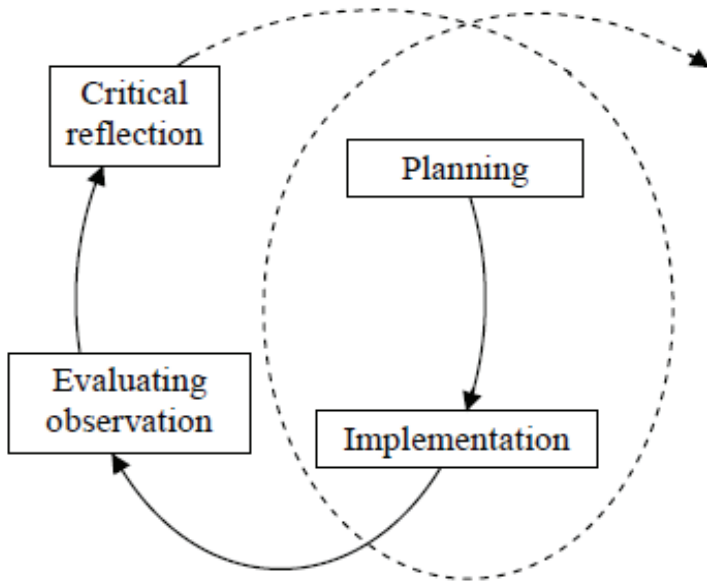 Critical
reflection
Planning
Evaluating
observation
Implementation